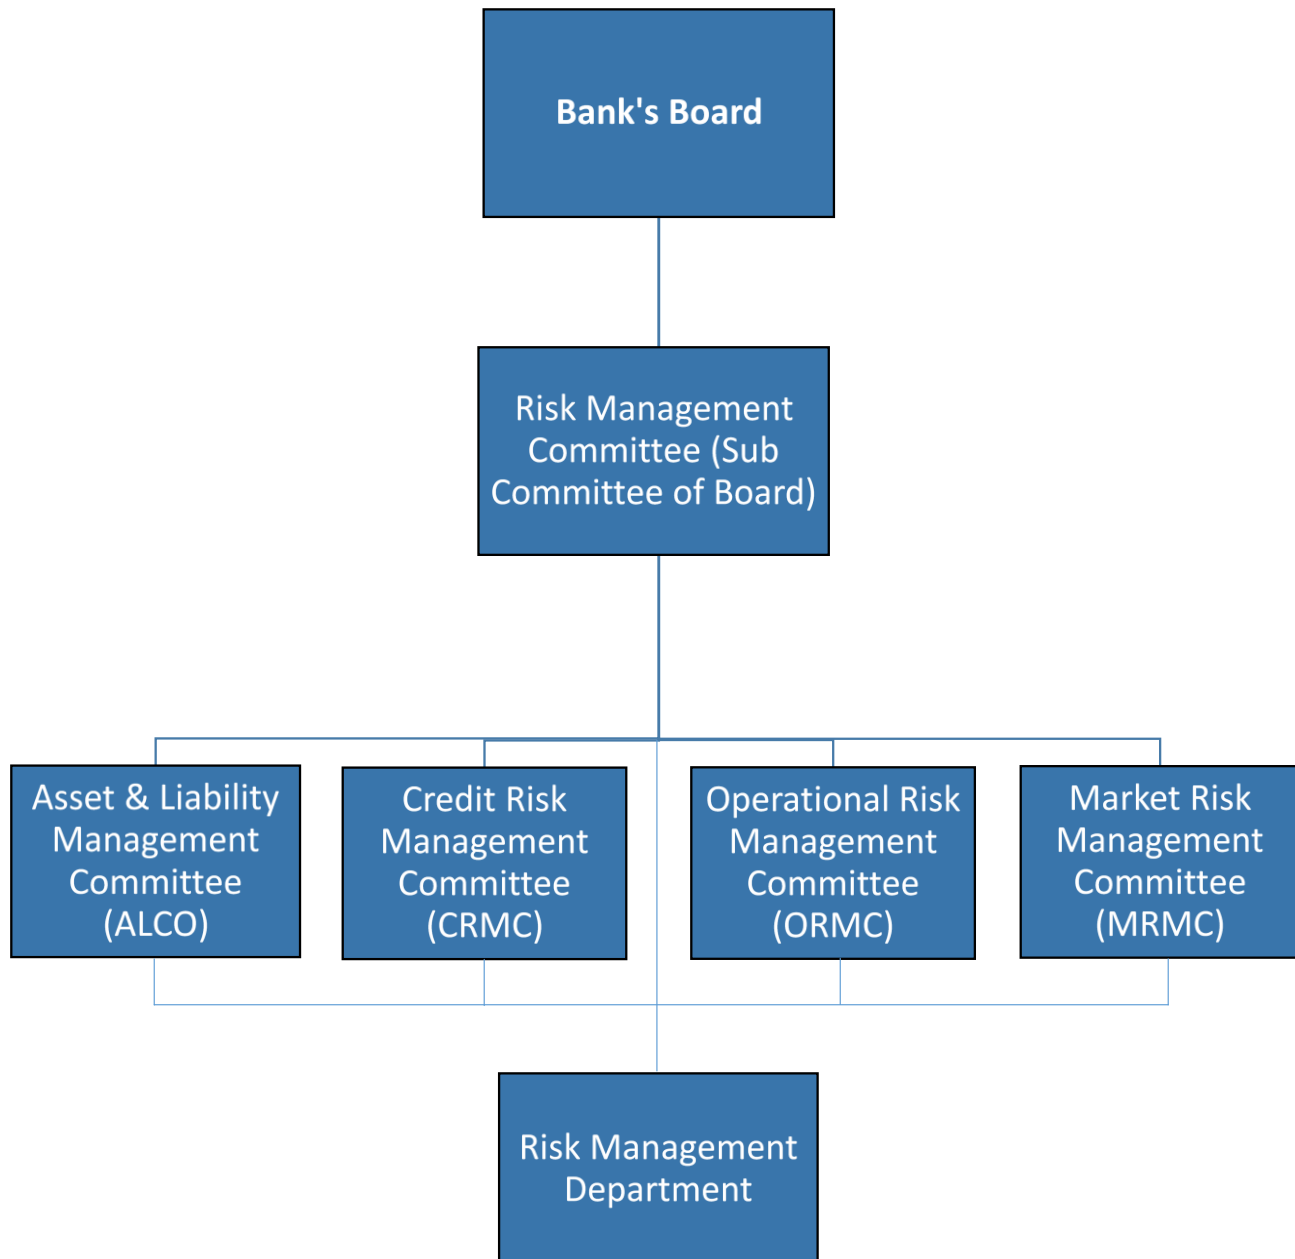 Bank's Board
Risk Management
Committee (Sub
Committee of Board)
Asset & Liability
Management
Committee
(ALCO)
Credit Risk
Management
Committee
(CRMC)
Operational Risk
Management
Committee
(ORMC)
Market Risk
Management
Committee
(MRMC)
Risk Management
Department